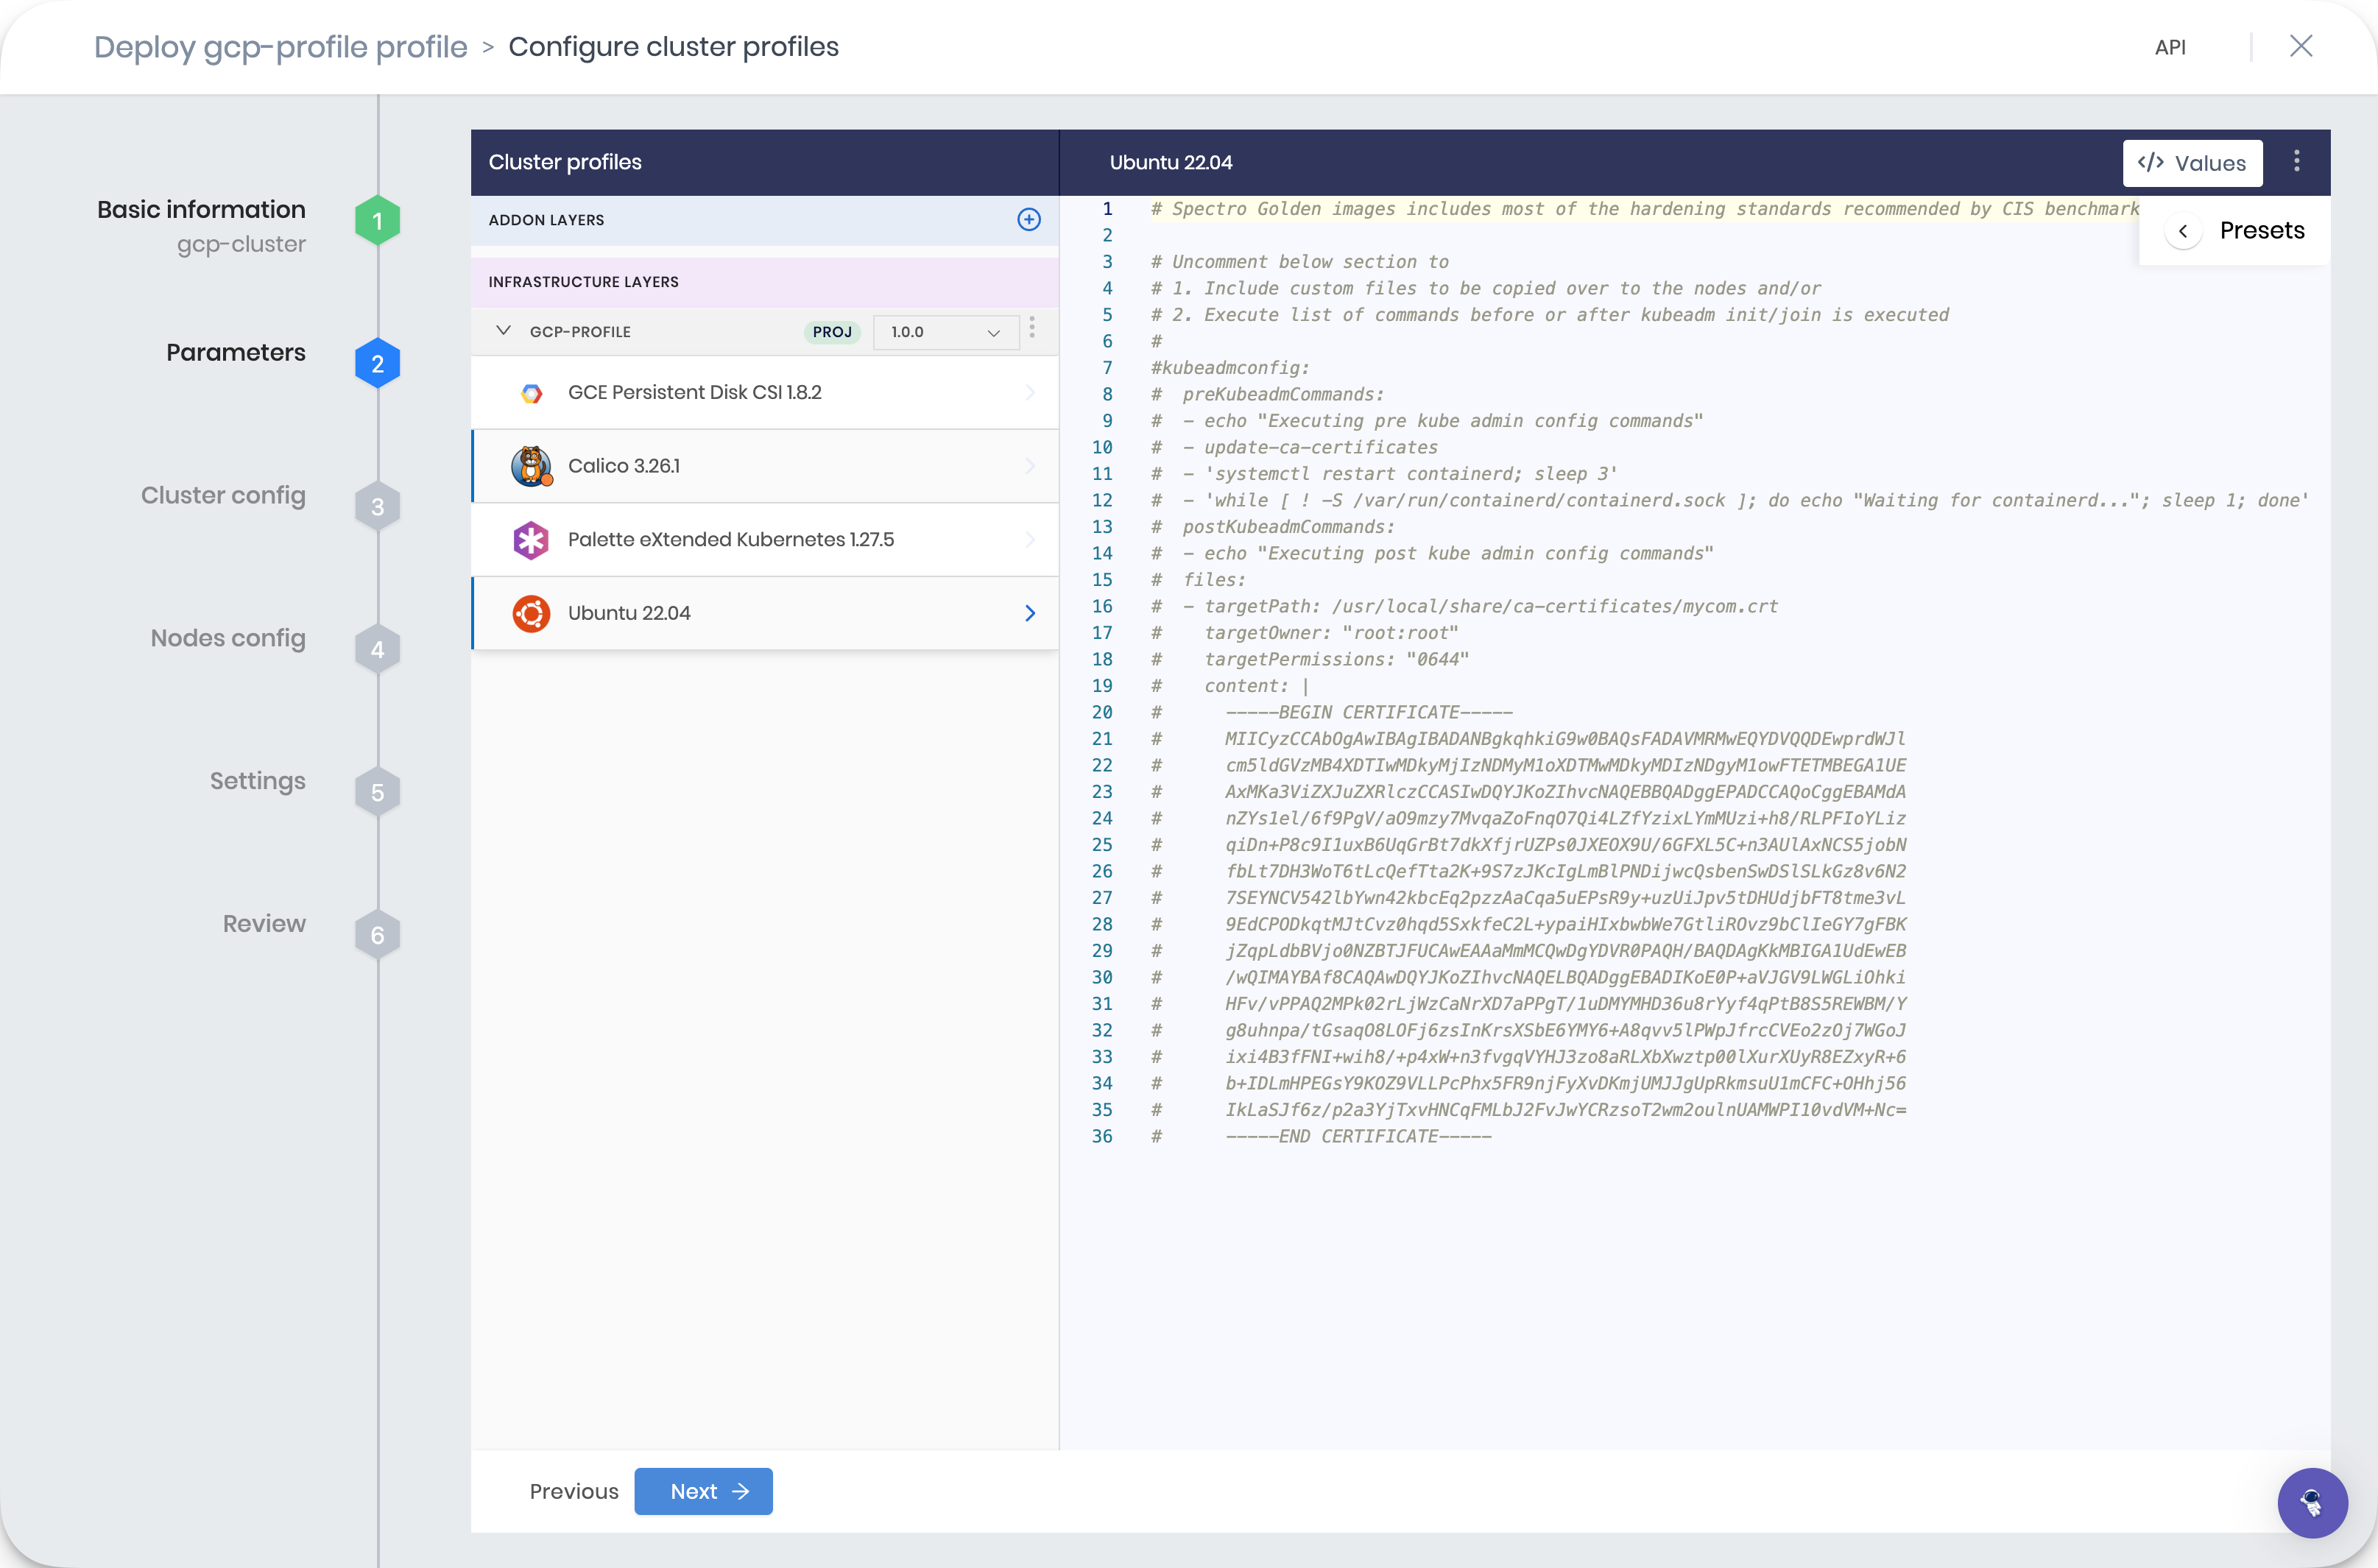 Deploy gcp-profile profile > Configure cluster profiles
API
Basic information
gcp-cluster
1
Parameters
2
Cluster config
3
Nodes config
4
Settings
5
Review
6
Cluster profiles
ADDON LAYERS
INFRASTRUCTURE LAYERS
GCP-PROFILE PROJ 1.0.0
GCE Persistent Disk CSI 1.8.2
Calico 3.26.1
Palette eXtended Kubernetes 1.27.5
Ubuntu 22.04
Ubuntu 22.04
</> Values
Presets
1 # Spectro Golden images includes most of the hardening standards recommended by CIS benchmark
2
3 # Uncomment below section to
4 # 1. Include custom files to be copied over to the nodes and/or
5 # 2. Execute list of commands before or after kubeadm init/join is executed
6 #
7 #kubeadmconfig:
8 #  preKubeadmCommands:
9 #  - echo "Executing pre kube admin config commands"
10 #  - update-ca-certificates
11 #  - 'systemctl restart containerd; sleep 3'
12 #  - 'while [ ! -S /var/run/containerd/containerd.sock ]; do echo "Waiting for containerd..."; sleep 1; done'
13 #  postKubeadmCommands:
14 #  - echo "Executing post kube admin config commands"
15 #  files:
16 #  - targetPath: /usr/local/share/ca-certificates/mycom.crt
17 #    targetOwner: "root:root"
18 #    targetPermissions: "0644"
19 #    content: |
20 #      -----BEGIN CERTIFICATE-----
21 #      MIICyzCCAbOgAwIBAgIBADANBgkqhkiG9w0BAQsFADAVMRMwEQYDVQQDEwprdWJl
22 #      cm5ldGVzMB4XDTIwMDkyMjIzNDMyM1oXDTMwMDkyMDIzNDgyM1owFTETMBEGA1UE
23 #      AxMKa3ViZXJuZXRlczCCASIwDQYJKoZIhvcNAQEBBQADggEPADCCAQoCggEBAMdA
24 #      nZYs1el/6f9PgV/aO9mzy7MvqaZoFnqO7Qi4LZfYzixLYmMUzi+h8/RLPFIoYLiz
25 #      qiDn+P8c9I1uxB6UqGrBt7dkXfjrUZPs0JXEOX9U/6GFXL5C+n3AUlAxNCS5jobN
26 #      fbLt7DH3WoT6tLcQefTta2K+9S7zJKcIgLmBlPNDijwcQsbenSwDSlSLkGz8v6N2
27 #      7SEYNCV542lbYwn42kbcEq2pzzAaCqa5uEPsR9y+uzUiJpv5tDHUdjbFT8tme3vL
28 #      9EdCPODkqtMJtCvz0hqd5SxkfeC2L+ypaiHIxbwbWe7GtliROvz9bClIeGY7gFBK
29 #      jZqpLdbBVjo0NZBTJFUCAwEAAaMmMCQwDgYDVR0PAQH/BAQDAgKkMBIGA1UdEwEB
30 #      /wQIMAYBAf8CAQAwDQYJKoZIhvcNAQELBQADggEBADIKoE0P+aVJGV9LWGLiOhki
31 #      HFv/vPPAQ2MPk02rLjWzCaNrXD7aPPgT/1uDMYMHD36u8rYyf4qPtB8S5REWBM/Y
32 #      g8uhnpa/tGsaqO8LOFj6zsInKrsXSbE6YMY6+A8qvv5lPWpJfrcCVEo2zOj7WGoJ
33 #      ixi4B3fFNI+wih8/+p4xW+n3fvgqVYHJ3zo8aRLXbXwztp00lXurXUyR8EZxyR+6
34 #      b+IDLmHPEGsY9KOZ9VLLPcPhx5FR9njFyXvDKmjUMJJgUpRkmsuU1mCFC+OHhj56
35 #      IkLaSJf6z/p2a3YjTxvHNCqFMLbJ2FvJwYCRzsoT2wm2oulnUAMWPI10vdVM+Nc=
36 #      -----END CERTIFICATE-----
Previous
Next